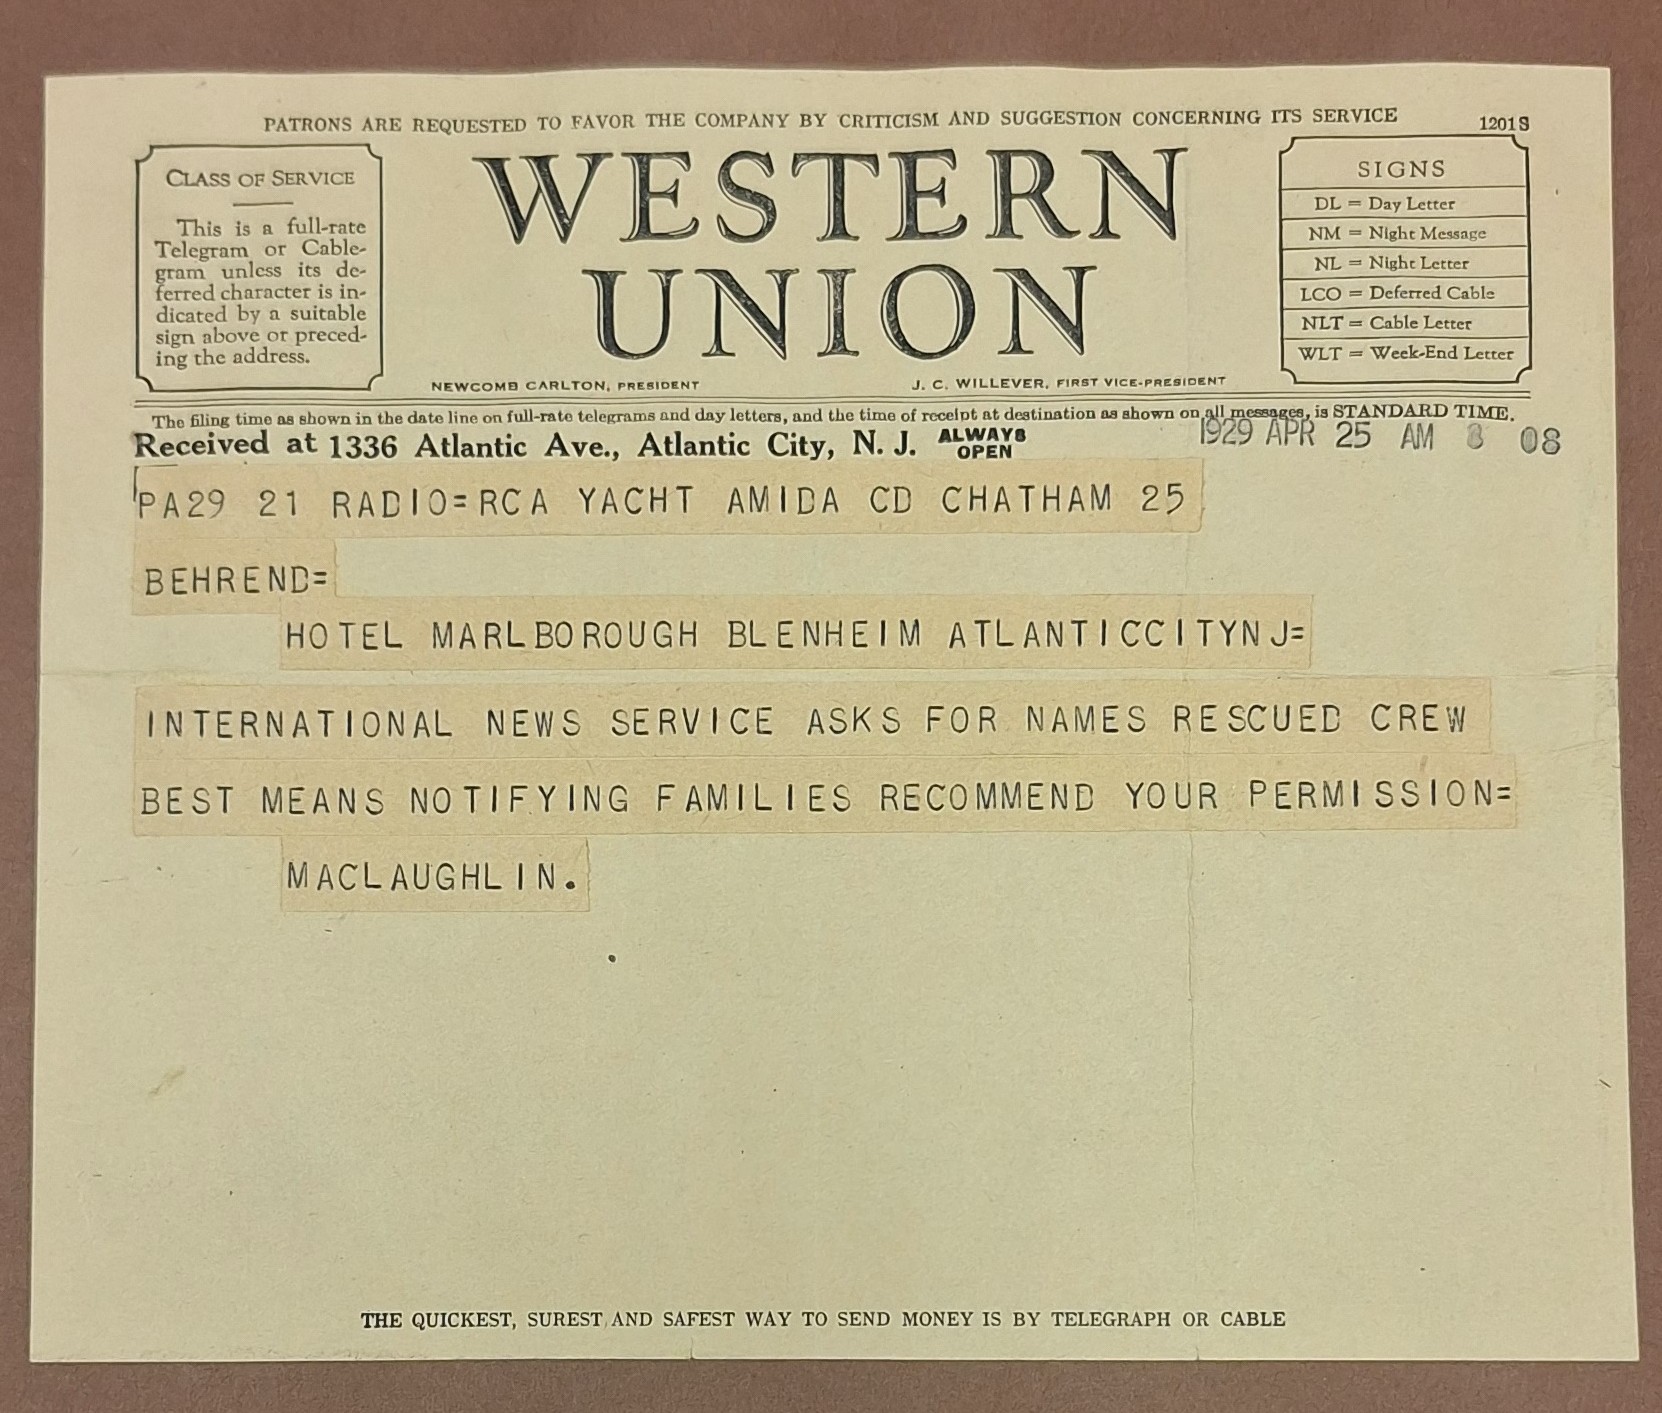 PATRONS ARE REQUESTED TO FAVOR THE COMPANY BY CRITICISM AND SUGGESTION CONCERNING ITS SERVICE
1201S
CLASS OF SERVICE
This is a full-rate
Telegram or Cable-
gram unless its de-
ferred character is in-
dicated by a suitable
sign above or preced-
ing the address.
WESTERN
UNION
NEWCOMB CARLTON, PRESIDENT
J. C. WILLEVER, FIRST VICE-PRESIDENT
SIGNS
DL = Day Letter
NM = Night Message
NL = Night Letter
LCO = Deferred Cable
NLT = Cable Letter
WLT = Week-End Letter
The filing time as shown in the date line on full-rate telegrams and day letters, and the time of receipt at destination as shown on all messages, is STANDARD TIME.
Received at 1336 Atlantic Ave., Atlantic City, N. J. ALWAYS OPEN
1929 APR 25 AM 8 08
PA29 21 RADIO=RCA YACHT AMIDA CD CHATHAM 25
BEHREND=
HOTEL MARLBOROUGH BLENHEIM ATLANTICCITYNJ=
INTERNATIONAL NEWS SERVICE ASKS FOR NAMES RESCUED CREW
BEST MEANS NOTIFYING FAMILIES RECOMMEND YOUR PERMISSION=
MACLAUGHLIN.
THE QUICKEST, SUREST AND SAFEST WAY TO SEND MONEY IS BY TELEGRAPH OR CABLE